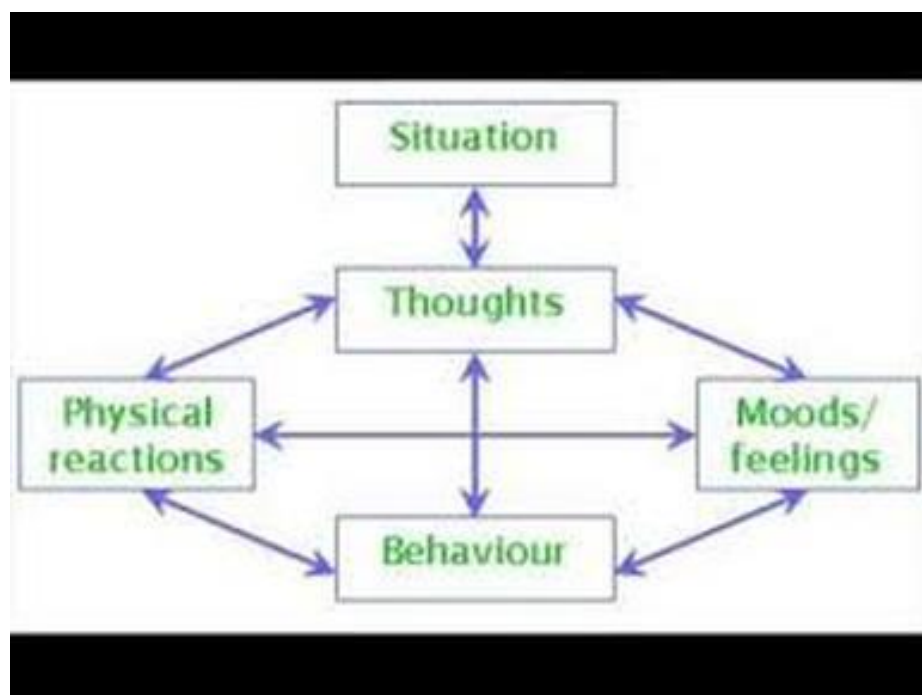 Situation
Thoughts
Physical
reactions
Moods/
feelings
Behaviour